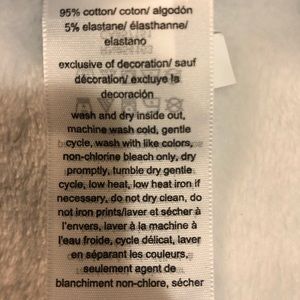 95% cotton/ coton/ algodón
5% elastane/ élasthanne/
elastano
exclusive of decoration/ sauf
décoration/ excluye la
decoración
wash and dry inside out,
machine wash cold, gentle
cycle, wash with like colors,
non-chlorine bleach only, dry
promptly, tumble dry gentle
cycle, low heat, low heat iron if
necessary, do not dry clean, do
not iron prints/laver et sécher à
l'envers, laver à la machine à
l'eau froide, cycle délicat, laver
en séparant les couleurs,
seulement agent de
blanchiment non-chlore, sécher